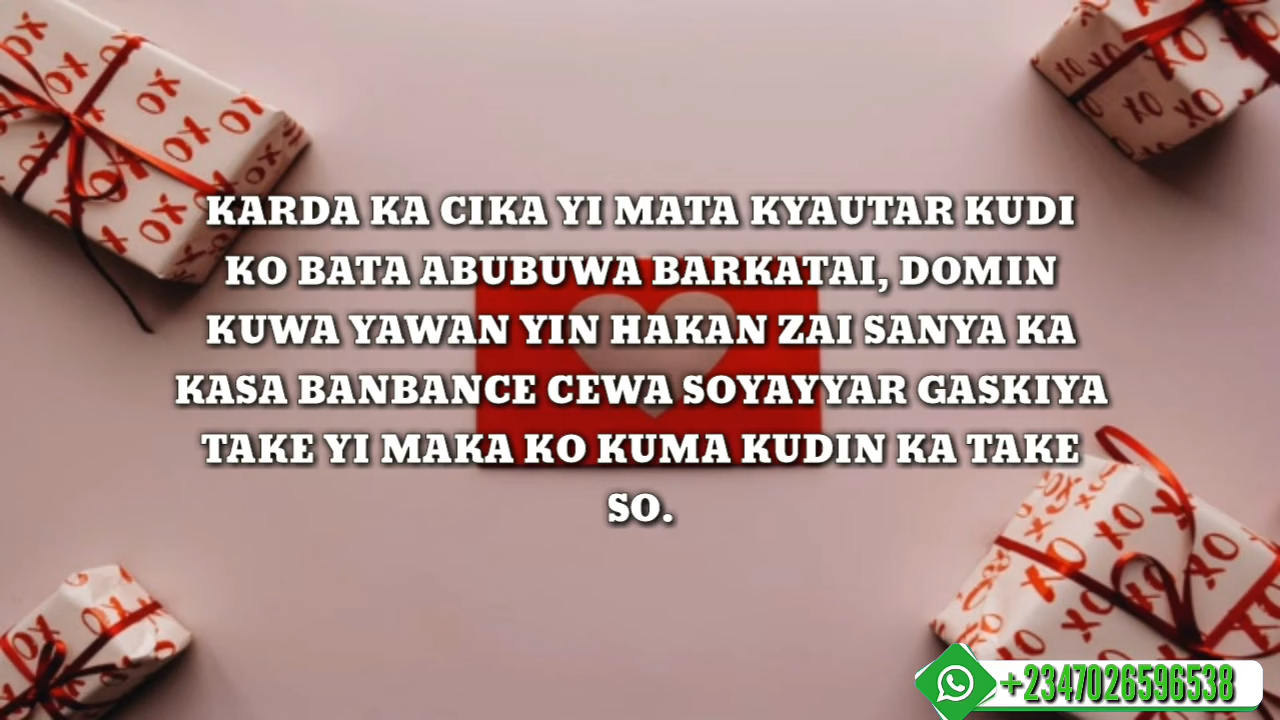 KARDA KA CIKA YI MATA KYAUTAR KUDI
KO BATA ABUBUWA BARKATAI, DOMIN
KUWA YAWAN YIN HAKAN ZAI SANYA KA
KASA BANBANCE CEWA SOYAYYAR GASKIYA
TAKE YI MAKA KO KUMA KUDIN KA TAKE
SO.
+2347026596538